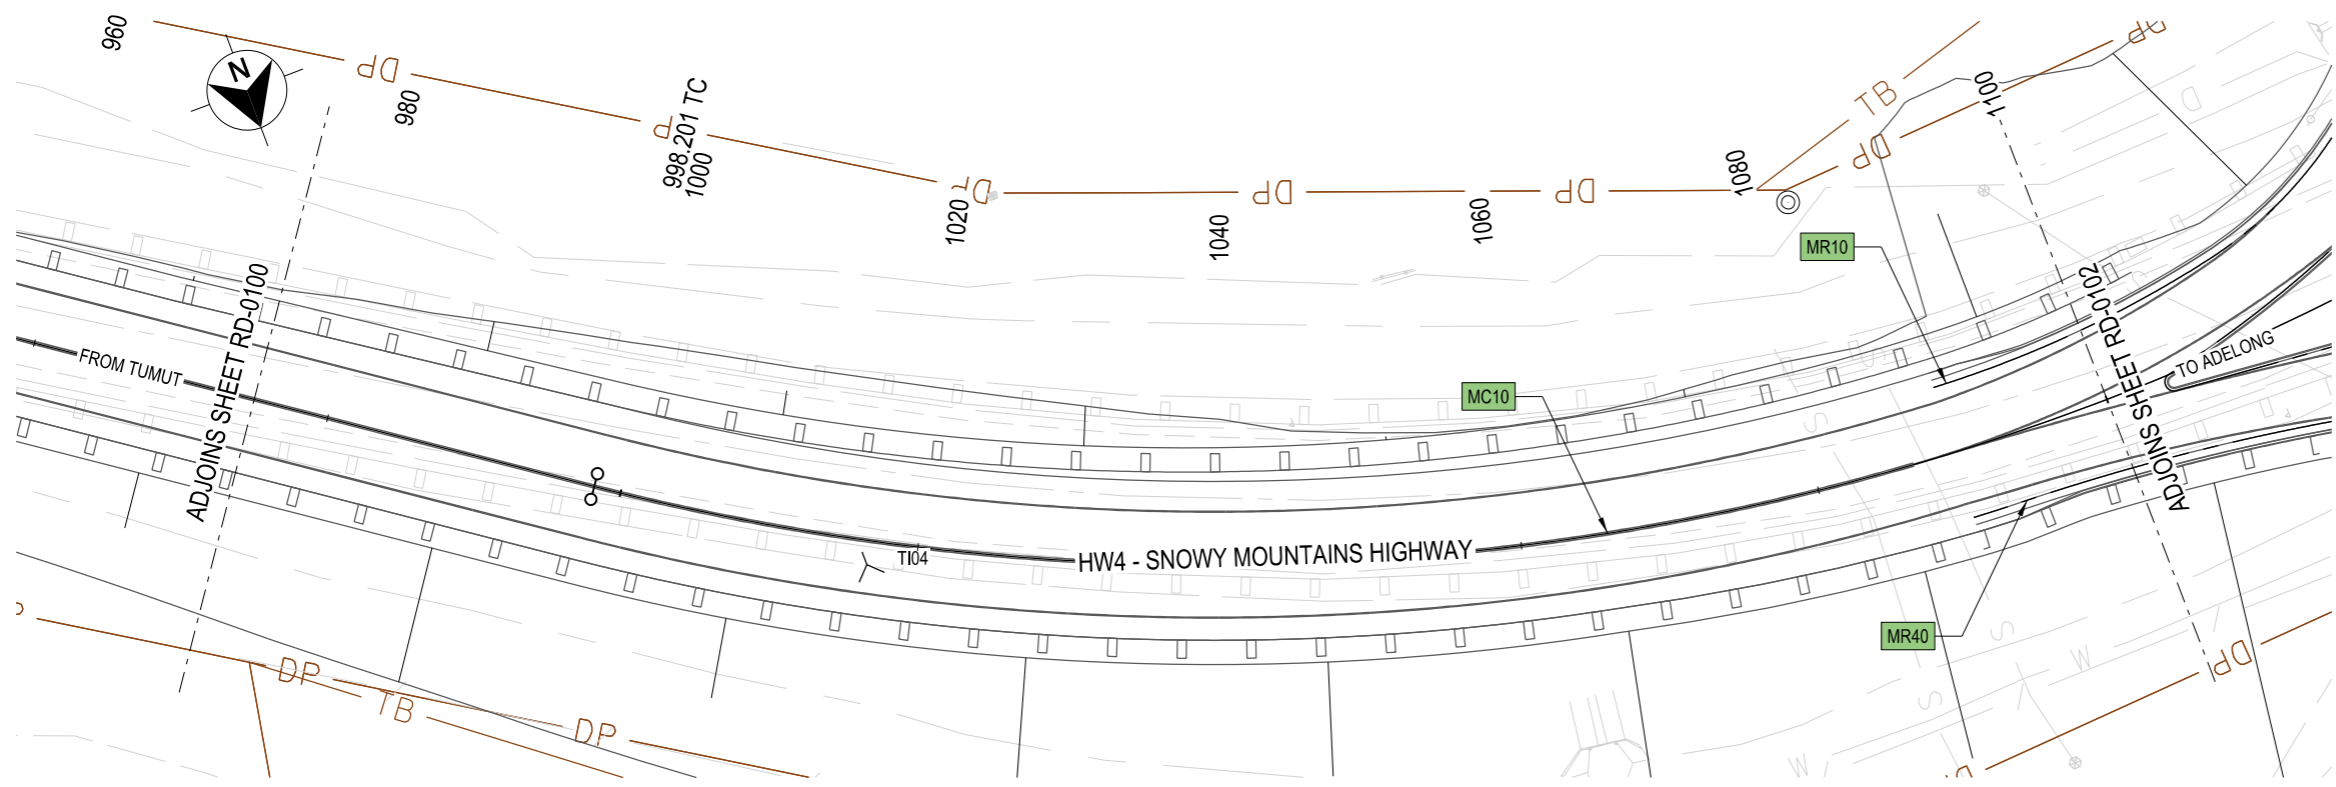 960
N
DP
980
998.201 TC
1000
P
1020
DP
1040
DP
1060
DP
1080
TB
DP
1100
DP
D
MR10
ADJOINS SHEET RD-0100
FROM TUMUT
MC10
ADJOINS SHEET RD-0102
TO ADELONG
S
S
TI04
HW4 - SNOWY MOUNTAINS HIGHWAY
MR40
S
W
S
W
DP
DP
TB
DP